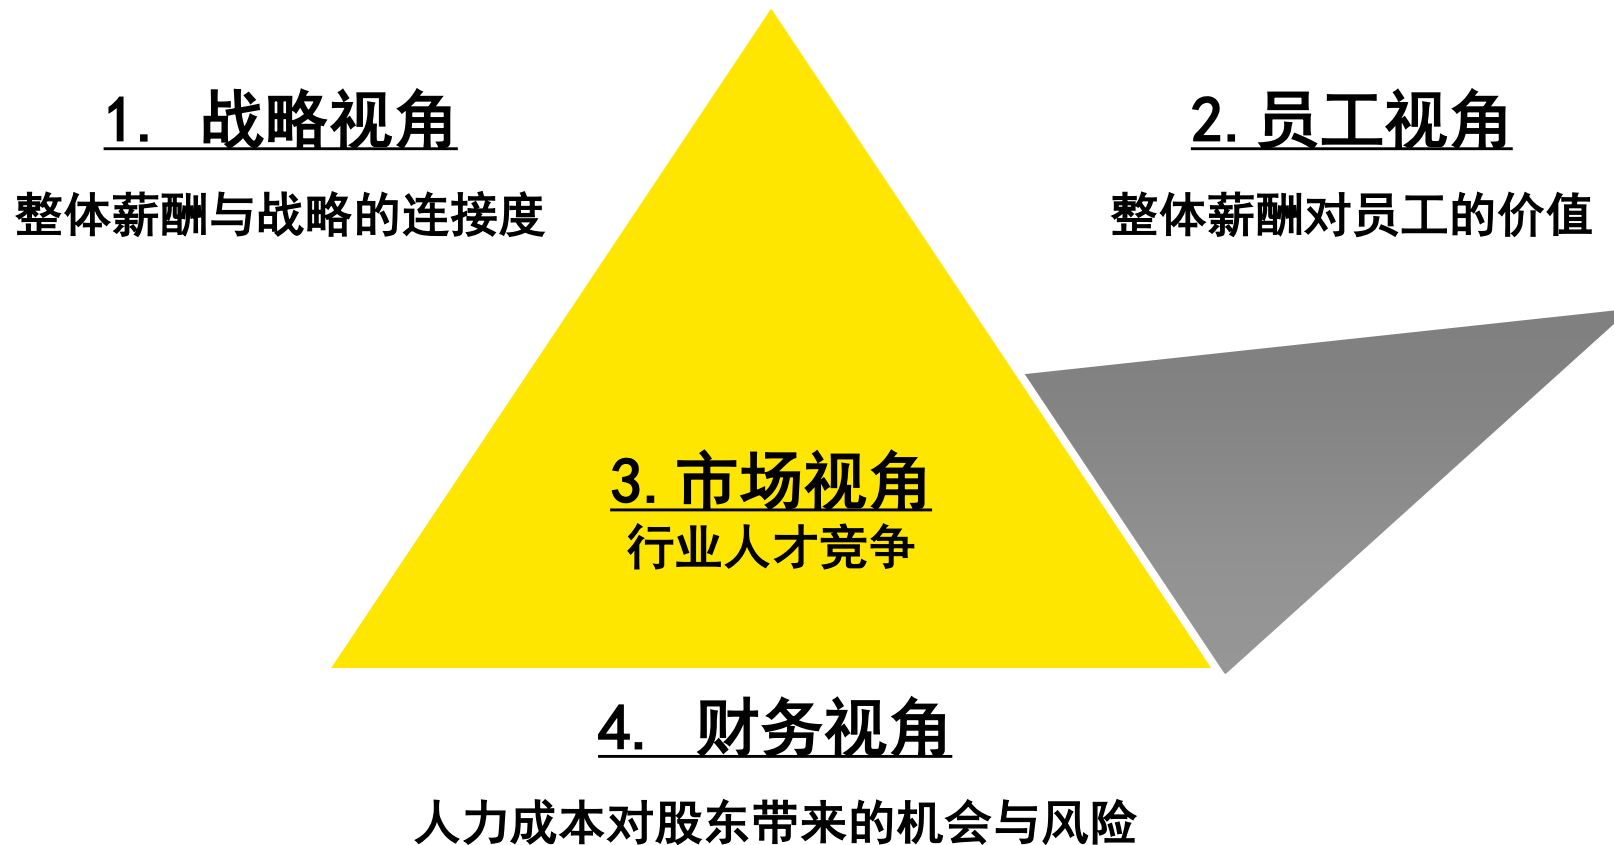 1. 战略视角
整体薪酬与战略的连接度
2.员工视角
整体薪酬对员工的价值
3.市场视角
行业人才竞争
4. 财务视角
人力成本对股东带来的机会与风险